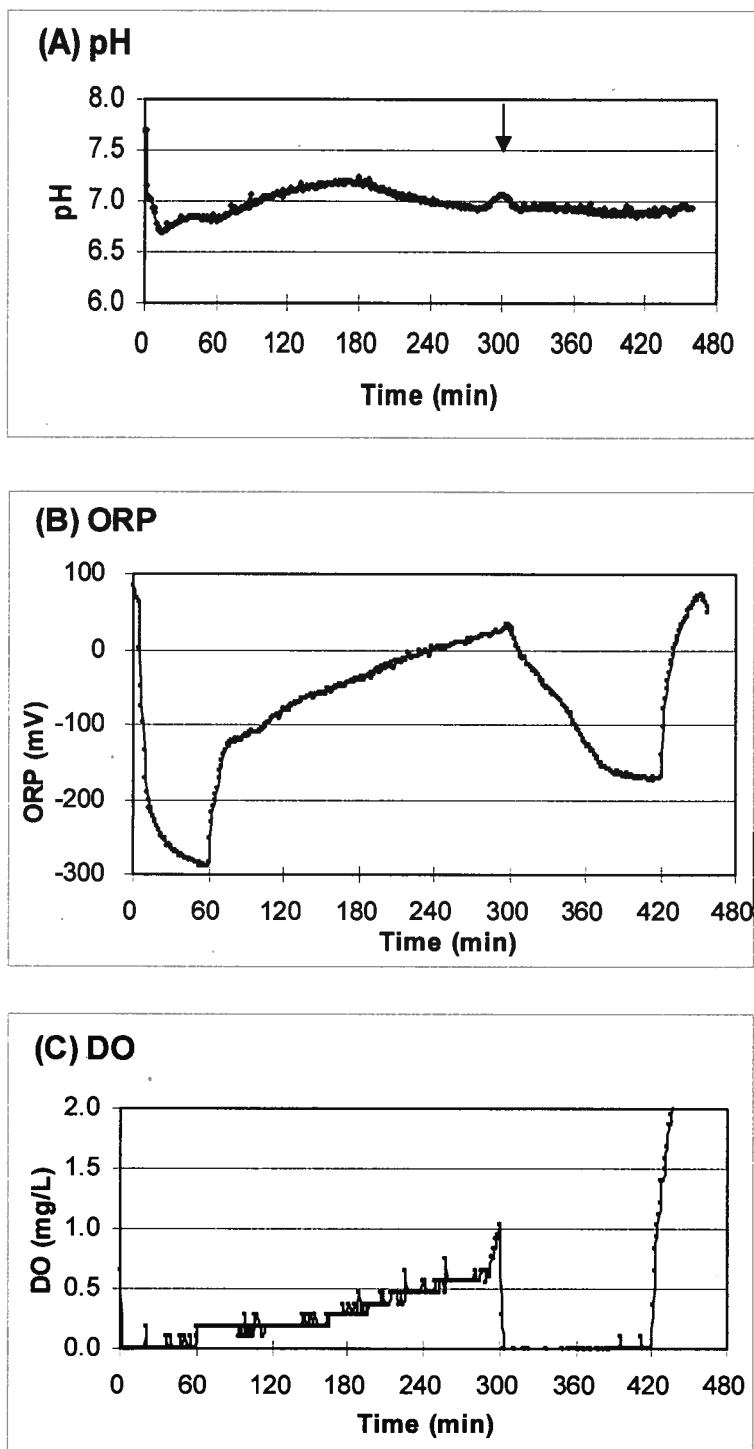 (A) pH
8.0
7.5
7.0
6.5
6.0
pH
0 60 120 180 240 300 360 420 480
Time (min)
(B) ORP
100
0
-100
-200
-300
ORP (mV)
0 60 120 180 240 300 360 420 480
Time (min)
(C) DO
2.0
1.5
1.0
0.5
0.0
DO (mg/L)
0 60 120 180 240 300 360 420 480
Time (min)